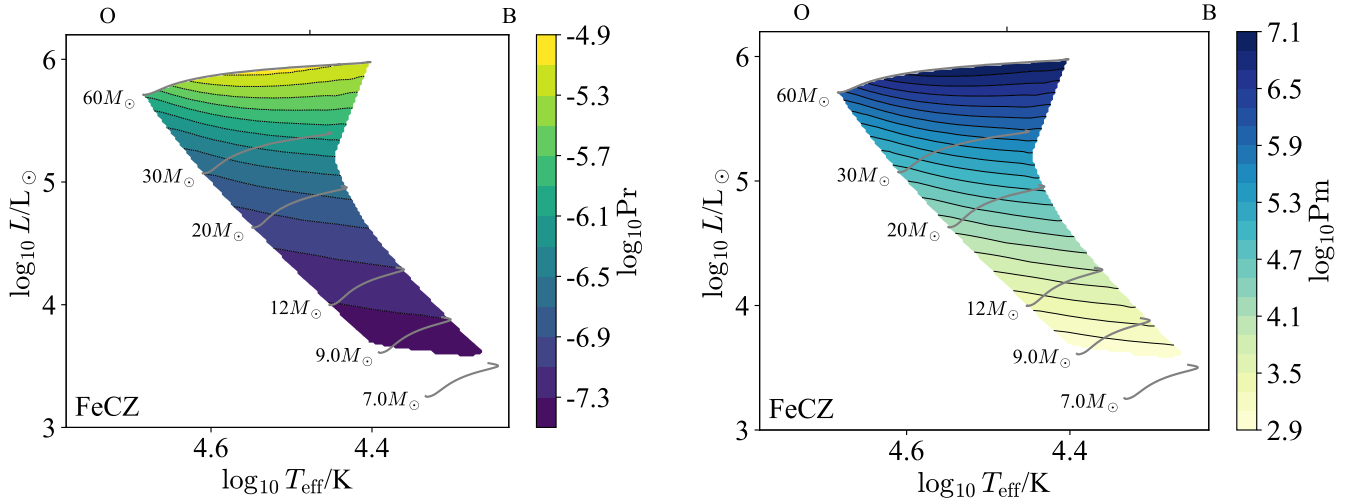 O B
6
5
4
3
4.6 4.4
log₁₀ L/L☉
log₁₀ T_eff/K
60M☉
30M☉
20M☉
12M☉
9.0M☉
7.0M☉
FeCZ
-4.9
-5.3
-5.7
-6.1
-6.5
-6.9
-7.3
log₁₀Pr
O B
6
5
4
3
4.6 4.4
log₁₀ L/L☉
log₁₀ T_eff/K
60M☉
30M☉
20M☉
12M☉
9.0M☉
7.0M☉
FeCZ
7.1
6.5
5.9
5.3
4.7
4.1
3.5
2.9
log₁₀Pm